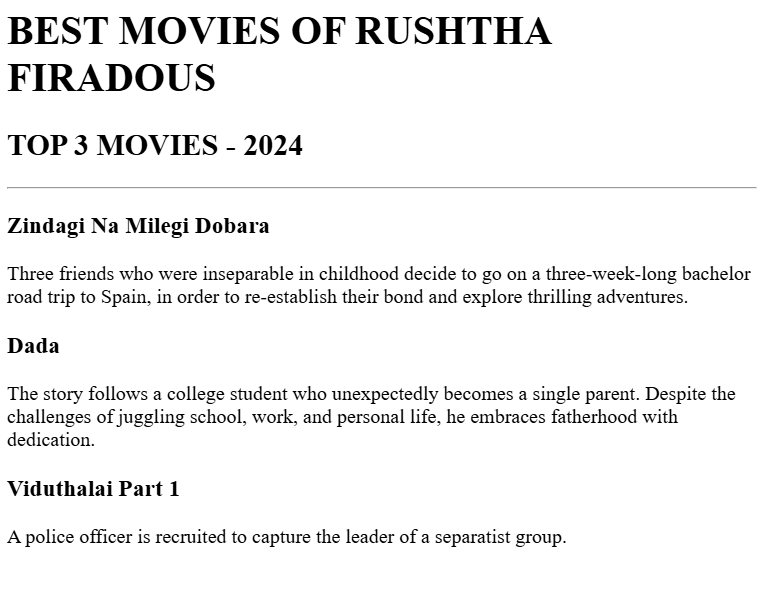 BEST MOVIES OF RUSHTHA
FIRADOUS
TOP 3 MOVIES - 2024
Zindagi Na Milegi Dobara
Three friends who were inseparable in childhood decide to go on a three-week-long bachelor
road trip to Spain, in order to re-establish their bond and explore thrilling adventures.
Dada
The story follows a college student who unexpectedly becomes a single parent. Despite the
challenges of juggling school, work, and personal life, he embraces fatherhood with
dedication.
Viduthalai Part 1
A police officer is recruited to capture the leader of a separatist group.